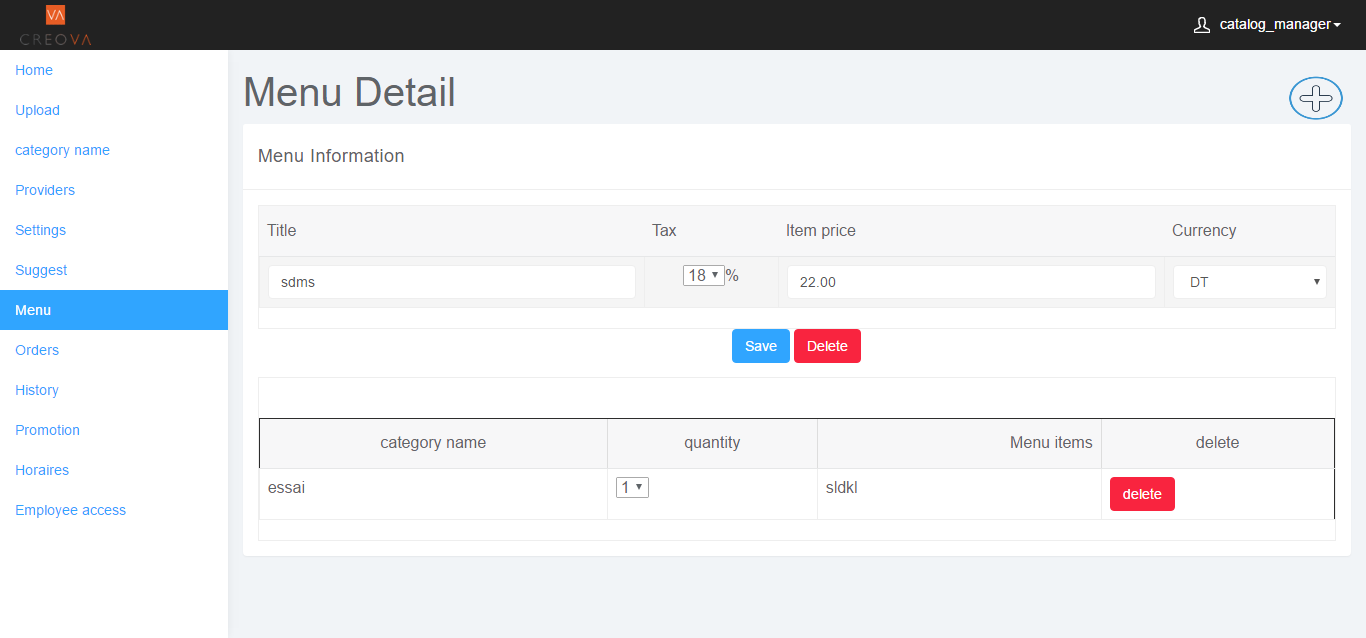 VA
CREOVA
catalog_manager
Home
Upload
category name
Providers
Settings
Suggest
Menu
Orders
History
Promotion
Horaires
Employee access
Menu Detail
Menu Information
Title Tax Item price Currency
sdms 18 % 22.00 DT
Save Delete
category name quantity Menu items delete
essai 1 sldkl delete